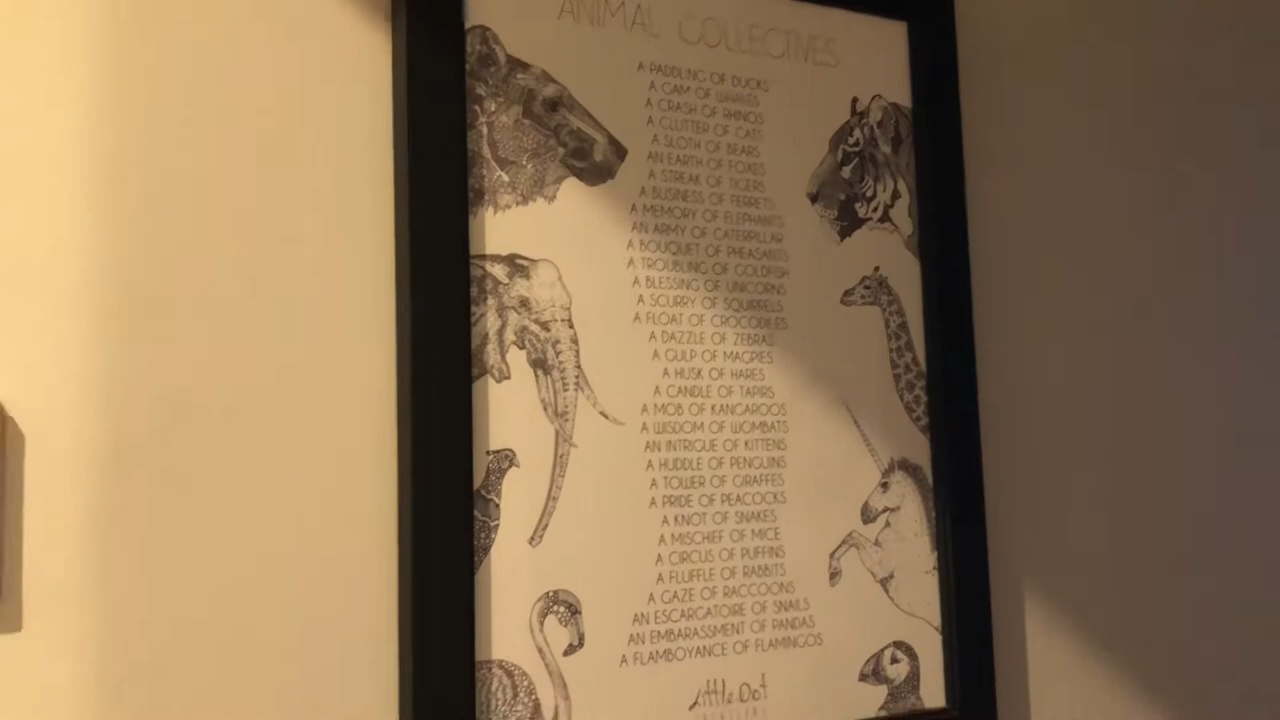 ANIMAL COLLECTIVES
A PADDLING OF DUCKS
A GAM OF WHALES
A CRASH OF RHINOS
A CLUTTER OF CATS
A SLOTH OF BEARS
AN EARTH OF FOXES
A STREAK OF TIGERS
A BUSINESS OF FERRETS
A MEMORY OF ELEPHANTS
AN ARMY OF CATERPILLAR
A BOUQUET OF PHEASANTS
A TROUBLING OF GOLDFISH
A BLESSING OF UNICORNS
A SCURRY OF SQUIRRELS
A FLOAT OF CROCODILES
A DAZZLE OF ZEBRAS
A GULP OF MAGPIES
A HUSK OF HARES
A CANDLE OF TAPIRS
A MOB OF KANGAROOS
A WISDOM OF WOMBATS
AN INTRIGUE OF KITTENS
A HUDDLE OF PENGUINS
A TOWER OF GIRAFFES
A PRIDE OF PEACOCKS
A KNOT OF SNAKES
A MISCHIEF OF MICE
A CIRCUS OF PUFFINS
A FLUFFLE OF RABBITS
A GAZE OF RACCOONS
AN ESCARGATOIRE OF SNAILS
AN EMBARASSMENT OF PANDAS
A FLAMBOYANCE OF FLAMINGOS
Little Dot